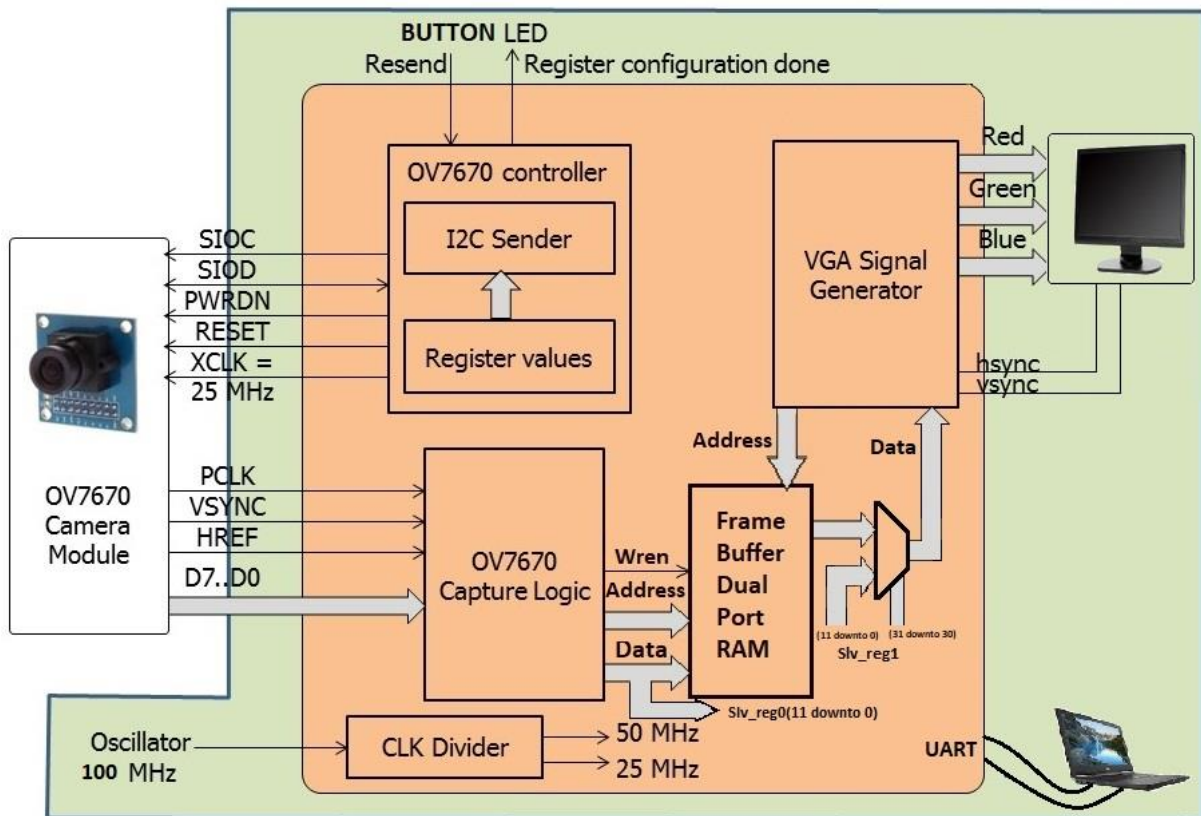 BUTTON LED
Resend
Register configuration done
OV7670 controller
I2C Sender
Register values
SIOC
SIOD
PWRDN
RESET
XCLK =
25 MHz
OV7670
Camera
Module
PCLK
VSYNC
HREF
D7..D0
OV7670
Capture Logic
Wren
Address
Data
Frame
Buffer
Dual
Port
RAM
Slv_reg0(11 downto 0)
(11 downto 0)
(31 downto 30)
Slv_reg1
Address
Data
VGA Signal
Generator
Red
Green
Blue
hsync
vsync
Oscillator
100 MHz
CLK Divider
50 MHz
25 MHz
UART